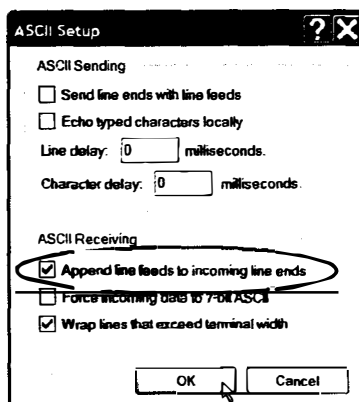 ASCII Setup
ASCII Sending
Send line ends with line feeds
Echo typed characters locally
Line delay: 0 milliseconds.
Character delay: 0 milliseconds.
ASCII Receiving
Append line feeds to incoming line ends
Force incoming data to 7-bit ASCII
Wrap lines that exceed terminal width
OK Cancel